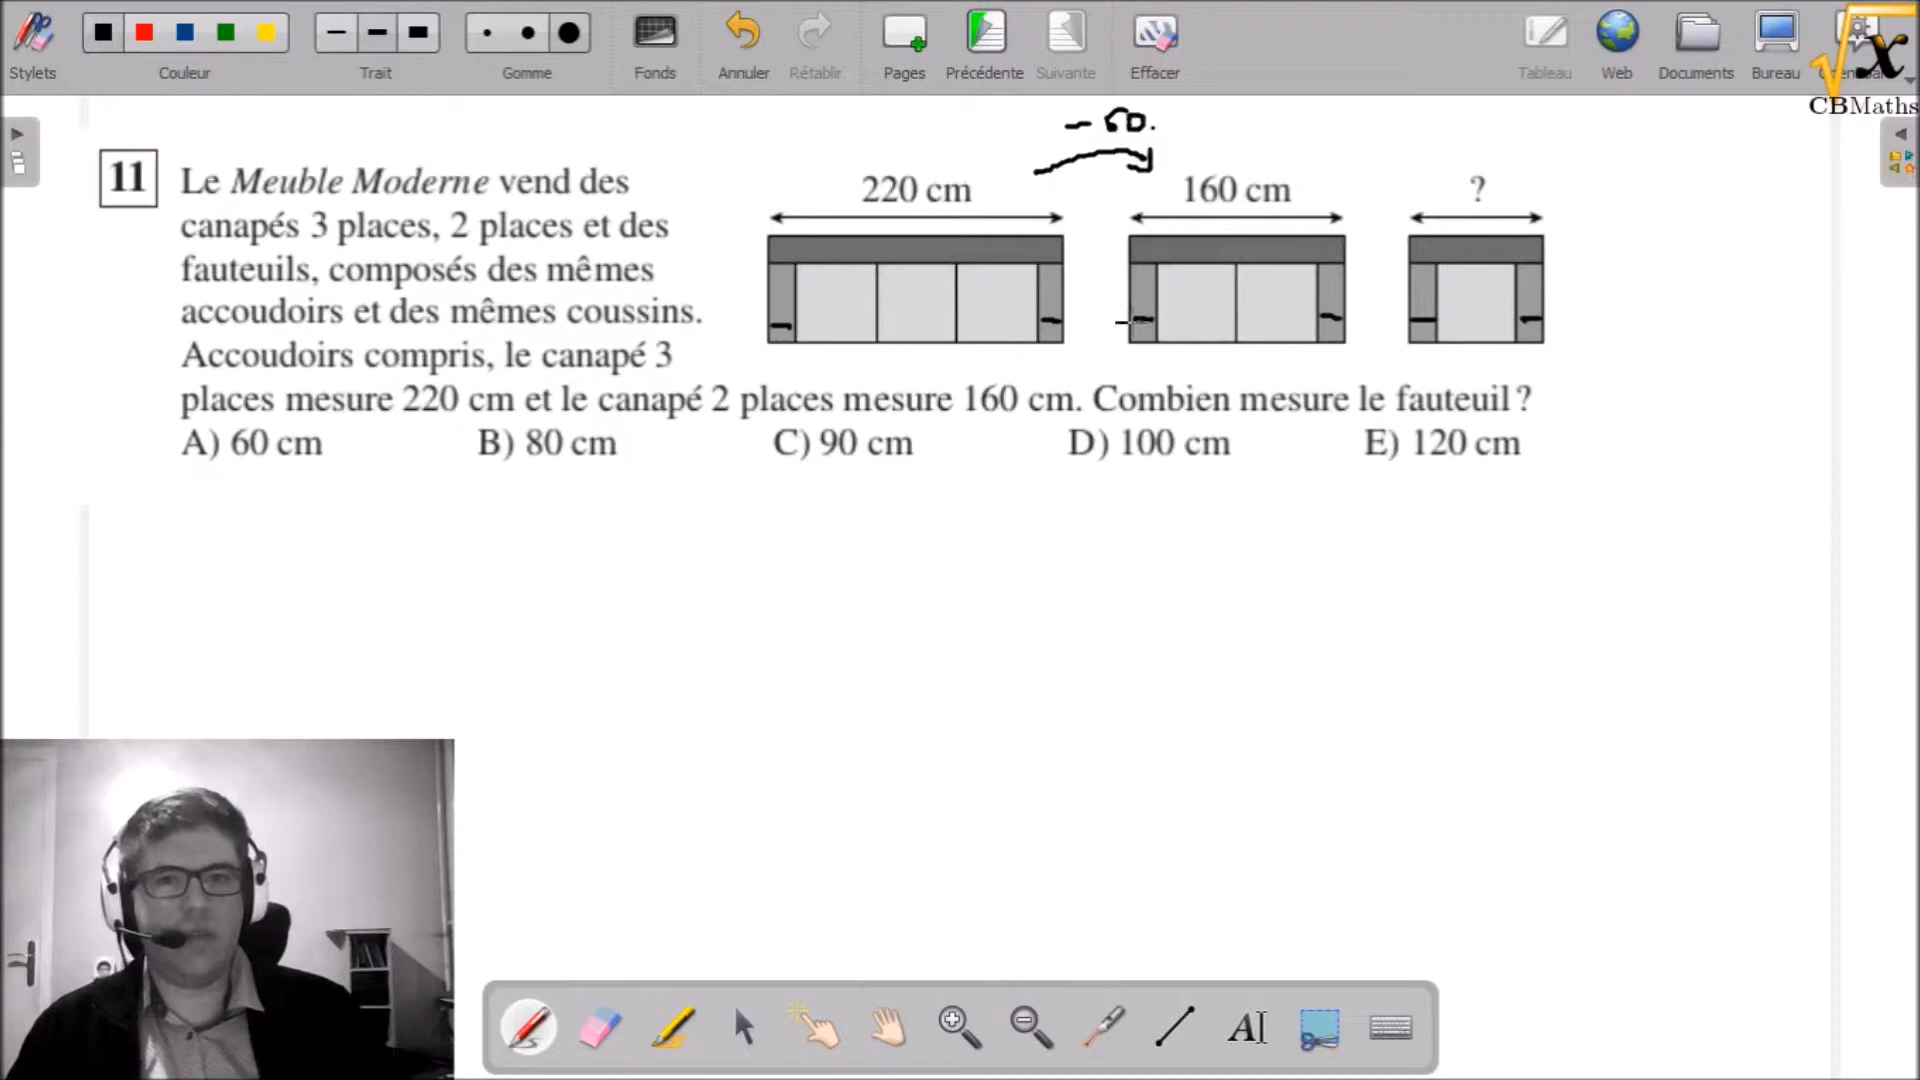 Stylets Couleur Trait Gomme Fonds Annuler Rétablir Pages Précédente Suivante Effacer Tableau Web Documents Bureau
x
CBMaths
- 60.
11
220 cm 160 cm ?
Le Meuble Moderne vend des
canapés 3 places, 2 places et des
fauteuils, composés des mêmes
accoudoirs et des mêmes coussins.
Accoudoirs compris, le canapé 3
places mesure 220 cm et le canapé 2 places mesure 160 cm. Combien mesure le fauteuil ?
A) 60 cm B) 80 cm C) 90 cm D) 100 cm E) 120 cm
AI